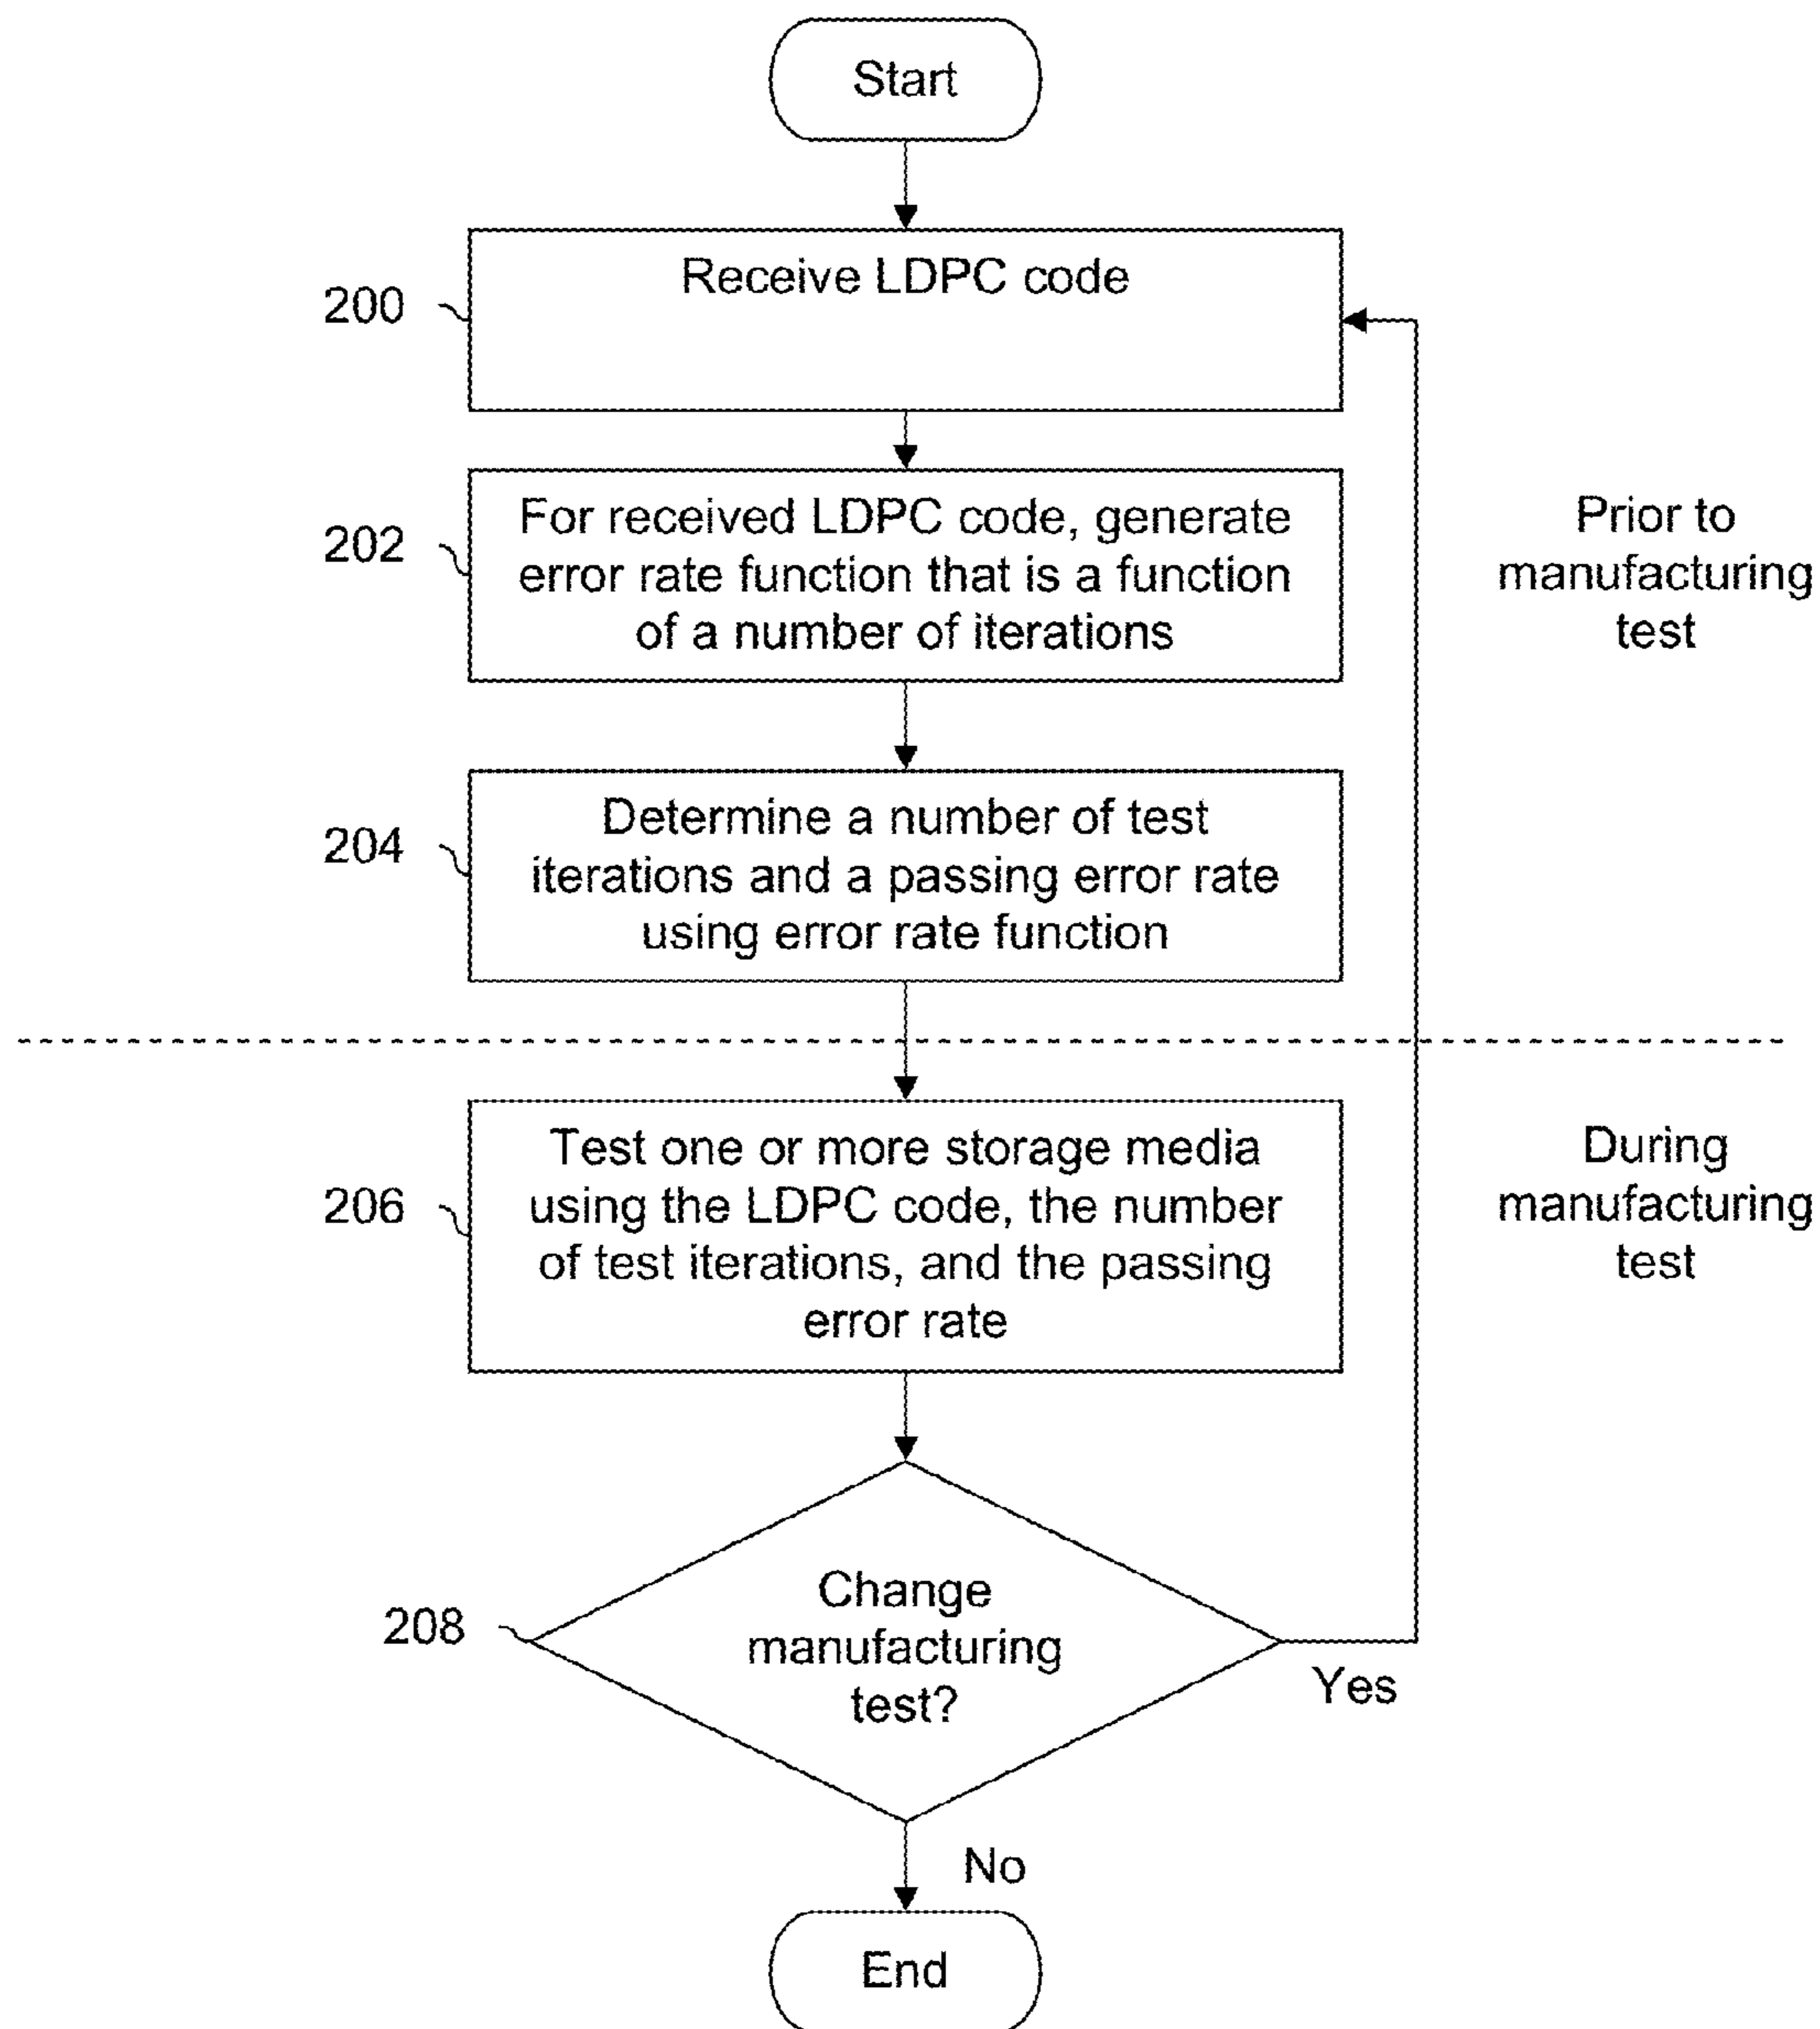 Start
200
Receive LDPC code
202
For received LDPC code, generate
error rate function that is a function
of a number of iterations
Prior to
manufacturing
test
204
Determine a number of test
iterations and a passing error rate
using error rate function
206
Test one or more storage media
using the LDPC code, the number
of test iterations, and the passing
error rate
During
manufacturing
test
208
Change
manufacturing
test?
Yes
No
End